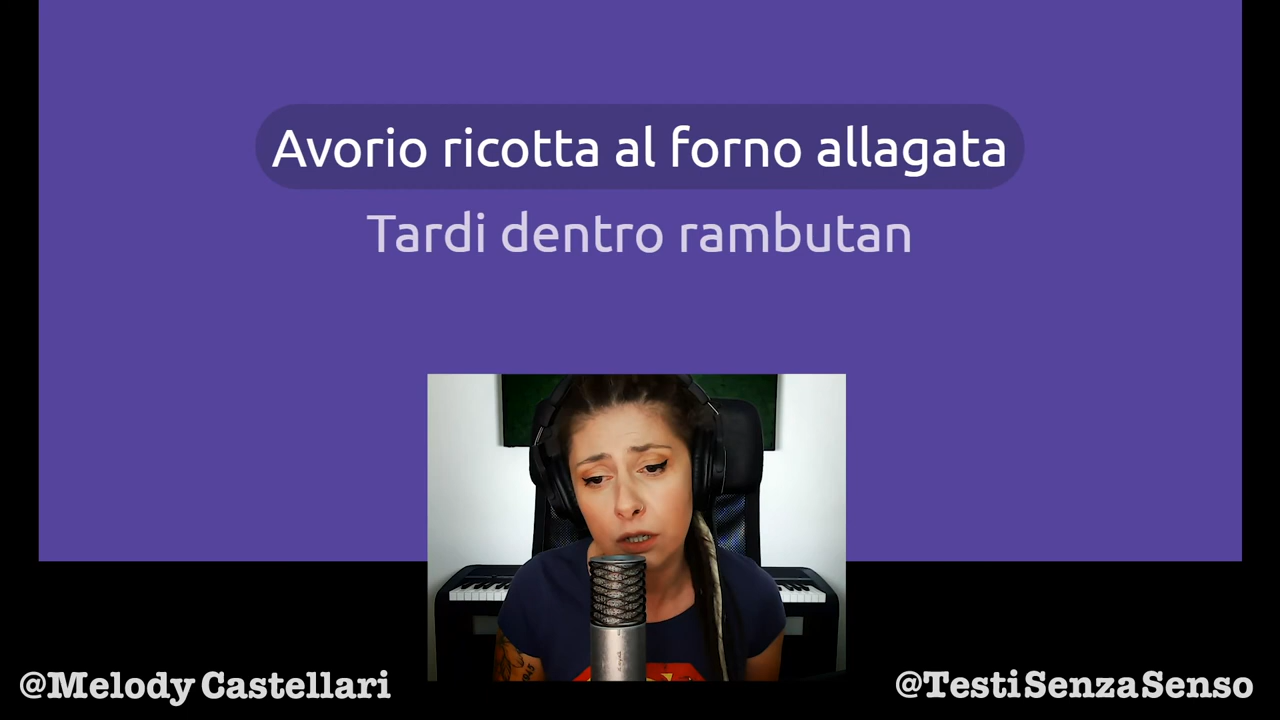 Avorio ricotta al forno allagata
Tardi dentro rambutan
@Melody Castellari
@TestiSenzaSenso